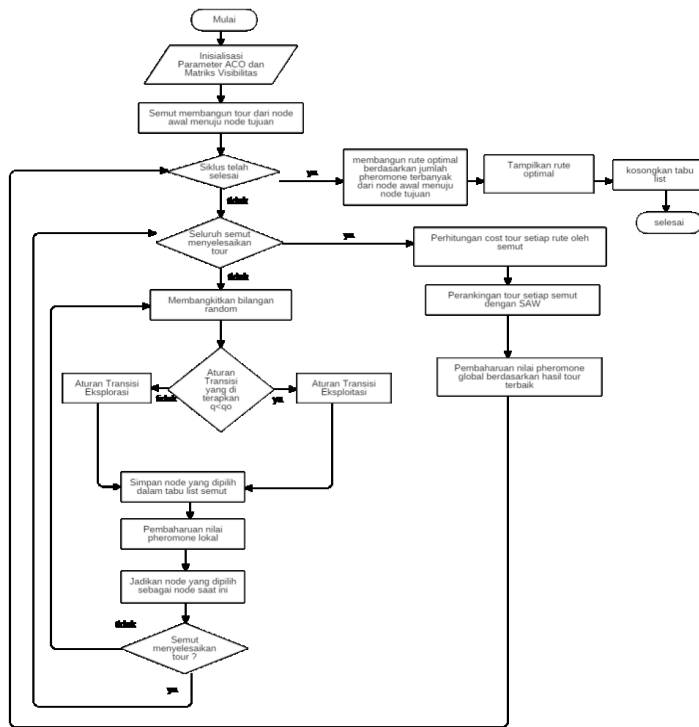 Mulai
Inisialisasi
Parameter ACO dan
Matriks Visibilitas
Semut membangun tour dari node
awal menuju node tujuan
Siklus telah
selesai
ya
membangun rute optimal
berdasarkan jumlah
pheromone terbanyak
dari node awal menuju
node tujuan
Tampilkan rute
optimal
kosongkan tabu
list
selesai
tidak
Seluruh semut
menyelesaikan
tour
ya
Perhitungan cost tour setiap rute oleh
semut
tidak
Membangkitkan bilangan
random
Perankingan tour setiap semut
dengan SAW
Aturan
Transisi
yang di
terapkan
q<qo
Aturan Transisi
Eksplorasi
tidak
ya
Aturan Transisi
Eksploitasi
Pembaharuan nilai pheromone
global berdasarkan hasil tour
terbaik
Simpan node yang dipilih
dalam tabu list semut
Pembaharuan nilai
pheromone lokal
Jadikan node yang dipilih
sebagai node saat ini
tidak
Semut
menyelesaikan
tour ?
ya